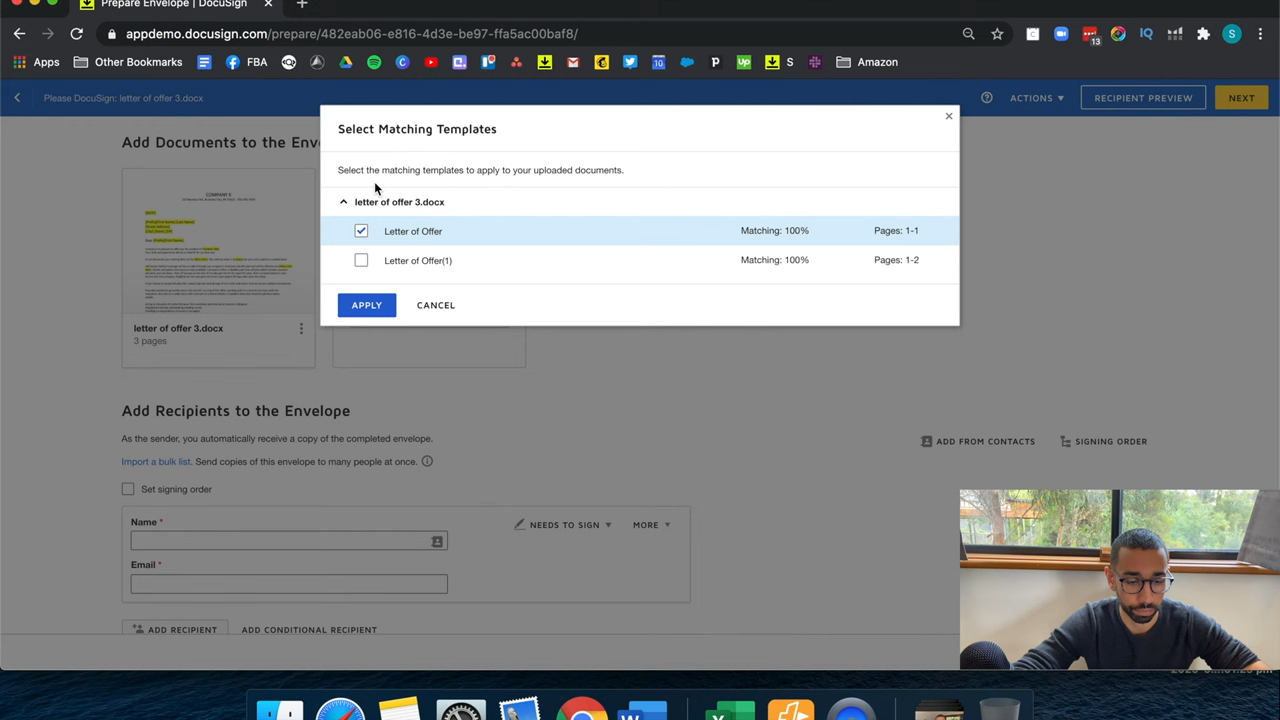 Prepare Envelope | DocuSign
appdemo.docusign.com/prepare/482eab06-e816-4d3e-be97-ffa5ac00baf8/
13
S
Apps
Other Bookmarks
FBA
10
P
Up
S
Amazon
Please DocuSign: letter of offer 3.docx
ACTIONS
RECIPIENT PREVIEW
NEXT
Add Documents to the Env
Select Matching Templates
Select the matching templates to apply to your uploaded documents.
letter of offer 3.docx
Letter of Offer
Matching: 100%
Pages: 1-1
Letter of Offer(1)
Matching: 100%
Pages: 1-2
APPLY
CANCEL
letter of offer 3.docx
3 pages
Add Recipients to the Envelope
As the sender, you automatically receive a copy of the completed envelope.
ADD FROM CONTACTS
SIGNING ORDER
Import a bulk list. Send copies of this envelope to many people at once.
Set signing order
Name *
NEEDS TO SIGN
MORE
Email *
ADD RECIPIENT
ADD CONDITIONAL RECIPIENT